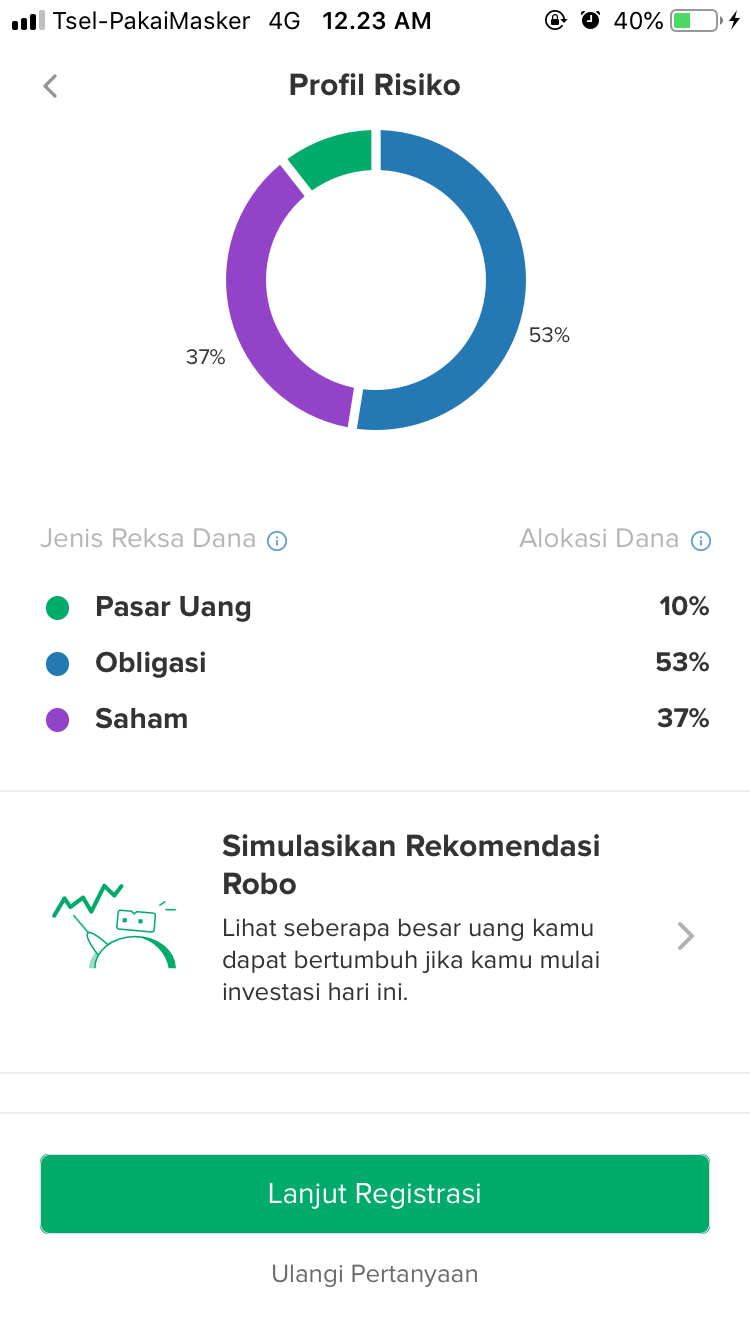 Tsel-PakaiMasker 4G 12.23 AM 40%
Profil Risiko
53%
37%
Jenis Reksa Dana Alokasi Dana
Pasar Uang 10%
Obligasi 53%
Saham 37%
Simulasikan Rekomendasi
Robo
Lihat seberapa besar uang kamu
dapat bertumbuh jika kamu mulai
investasi hari ini.
Lanjut Registrasi
Ulangi Pertanyaan